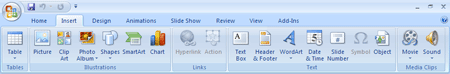 Home Insert Design Animations Slide Show Review View Add-Ins
Table Picture Clip Art Photo Album Shapes SmartArt Chart Hyperlink Action Text Box Header & Footer WordArt Date & Time Slide Number Symbol Object Movie Sound
Tables Illustrations Links Text Media Clips